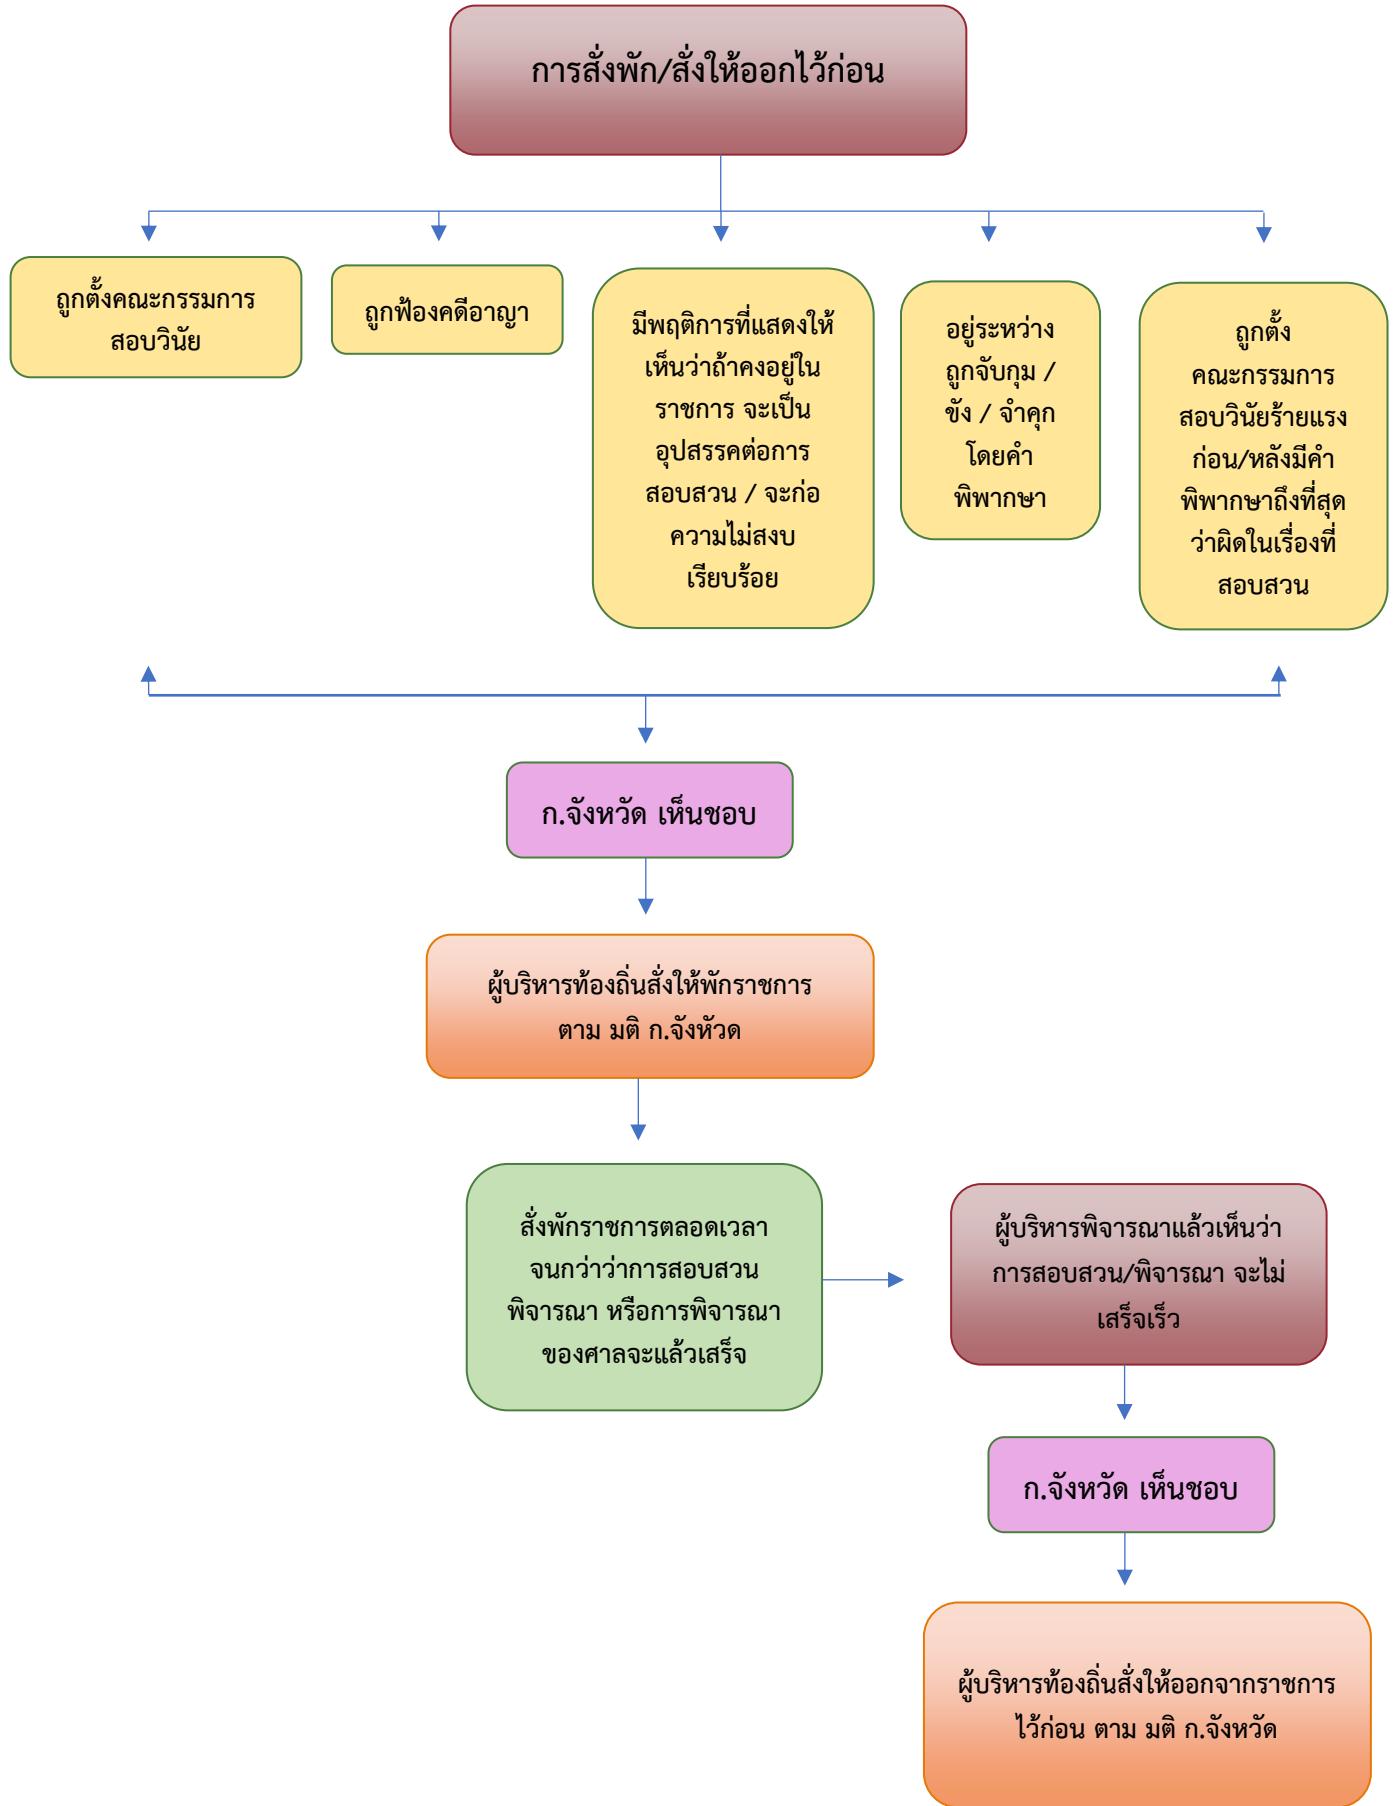 การสั่งพัก/สั่งให้ออกไว้ก่อน
ถูกตั้งคณะกรรมการ
สอบวินัย
ถูกฟ้องคดีอาญา
มีพฤติการที่แสดงให้
เห็นว่าถ้าคงอยู่ใน
ราชการ จะเป็น
อุปสรรคต่อการ
สอบสวน / จะก่อ
ความไม่สงบ
เรียบร้อย
อยู่ระหว่าง
ถูกจับกุม /
ขัง / จำคุก
โดยคำ
พิพากษา
ถูกตั้ง
คณะกรรมการ
สอบวินัยร้ายแรง
ก่อน/หลังมีคำ
พิพากษาถึงที่สุด
ว่าผิดในเรื่องที่
สอบสวน
ก.จังหวัด เห็นชอบ
ผู้บริหารท้องถิ่นสั่งให้พักราชการ
ตาม มติ ก.จังหัวด
สั่งพักราชการตลอดเวลา
จนกว่าว่าการสอบสวน
พิจารณา หรือการพิจารณา
ของศาลจะแล้วเสร็จ
ผู้บริหารพิจารณาแล้วเห็นว่า
การสอบสวน/พิจารณา จะไม่
เสร็จเร็ว
ก.จังหวัด เห็นชอบ
ผู้บริหารท้องถิ่นสั่งให้ออกจากราชการ
ไว้ก่อน ตาม มติ ก.จังหวัด